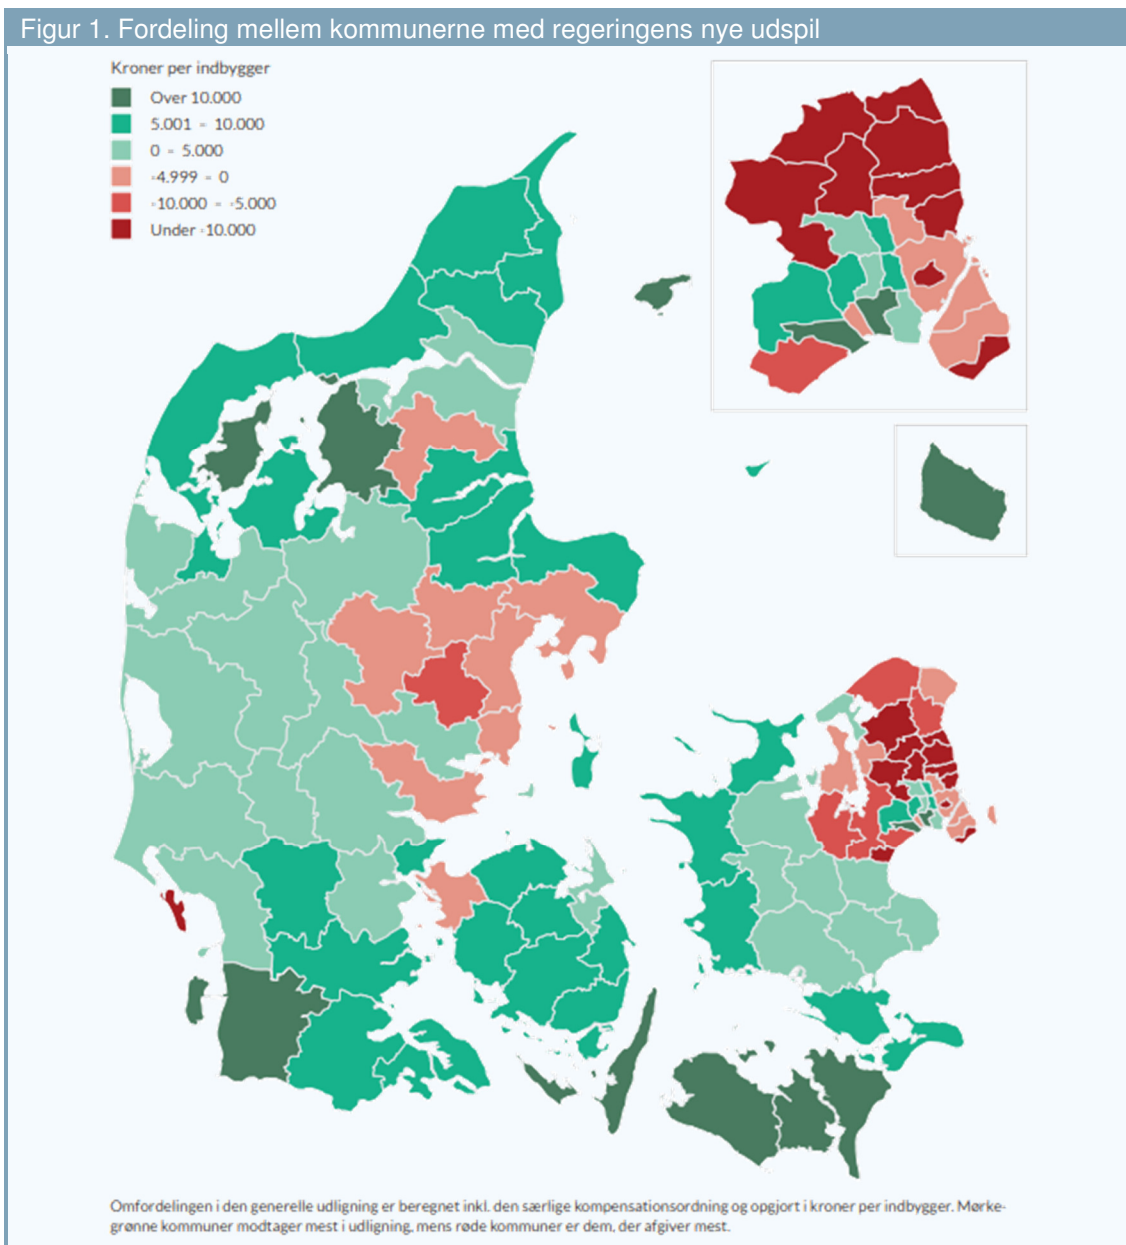 Figur 1. Fordeling mellem kommunerne med regeringens nye udspil
Kroner per indbygger
Over 10.000
5.001 - 10.000
0 - 5.000
-4.999 - 0
-10.000 - -5.000
Under -10.000
Omfordelingen i den generelle udligning er beregnet inkl. den særlige kompensationsordning og opgjort i kroner per indbygger. Mørke-
grønne kommuner modtager mest i udligning, mens røde kommuner er dem, der afgiver mest.